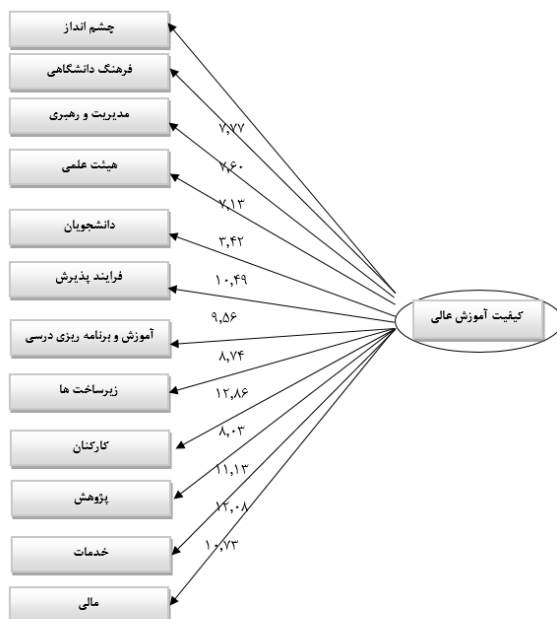 چشم انداز
فرهنگ دانشگاهی
مدیریت و رهبری
هیئت علمی
دانشجویان
فرایند پذیرش
آموزش و برنامه ریزی درسی
زیرساخت ها
کارکنان
پژوهش
خدمات
مالی
۷,۷۷
۷,۶۰
۷,۱۳
۳,۴۲
۱۰,۴۹
۹,۵۶
۸,۷۴
۱۲,۸۶
۸,۰۳
۱۱,۱۳
۱۲,۰۸
۱۰,۷۳
کیفیت آموزش عالی